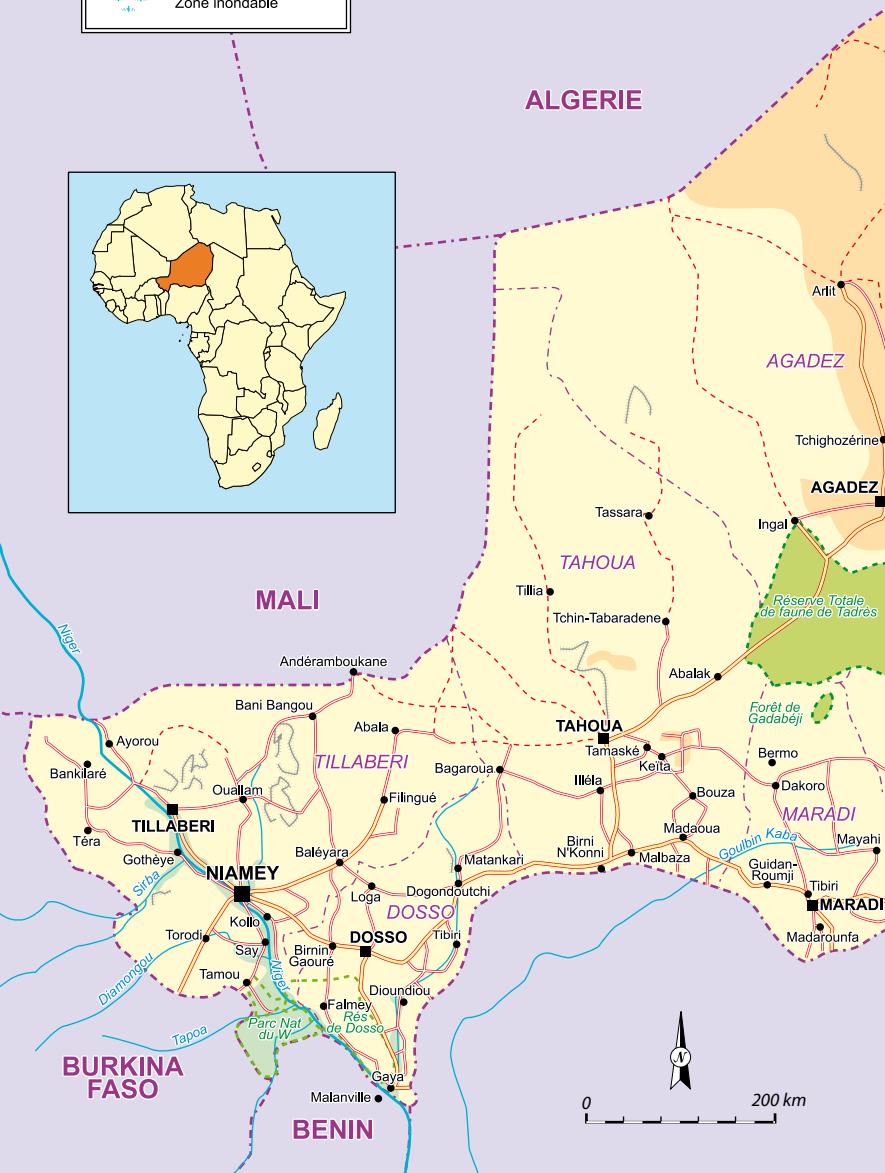 Zone inondable
ALGERIE
Arlit
AGADEZ
Tchighozérine
AGADEZ
Tassara
Ingal
TAHOUA
MALI
Tillia
Réserve Totale
de faune de Tadrès
Tchin-Tabaradene
Niger
Andéramboukane
Abalak
Bani Bangou
Forêt de
Gadabéji
Abala
TAHOUA
Ayorou
Tamaské
Bermo
TILLABERI
Keïta
Bankilaré
Bagaroua
Illéla
Dakoro
Ouallam
Filingué
Bouza
MARADI
TILLABERI
Madaoua
Goulbin Kaba
Téra
Birni
N'Konni
Mayahi
Gothèye
Baléyara
Matankari
Malbaza
Guidan-
Roumji
NIAMEY
Sirba
Dogondoutchi
Tibiri
Loga
MARADI
DOSSO
Kollo
Torodi
DOSSO
Tibiri
Madarounfa
Say
Birnin
Gaouré
Diamongou
Tamou
Niger
Dioundiou
Falmey
Parc Nat
du W
Rés
de Dosso
Tapoa
N
BURKINA
FASO
Gaya
Malanville
0
200 km
BENIN